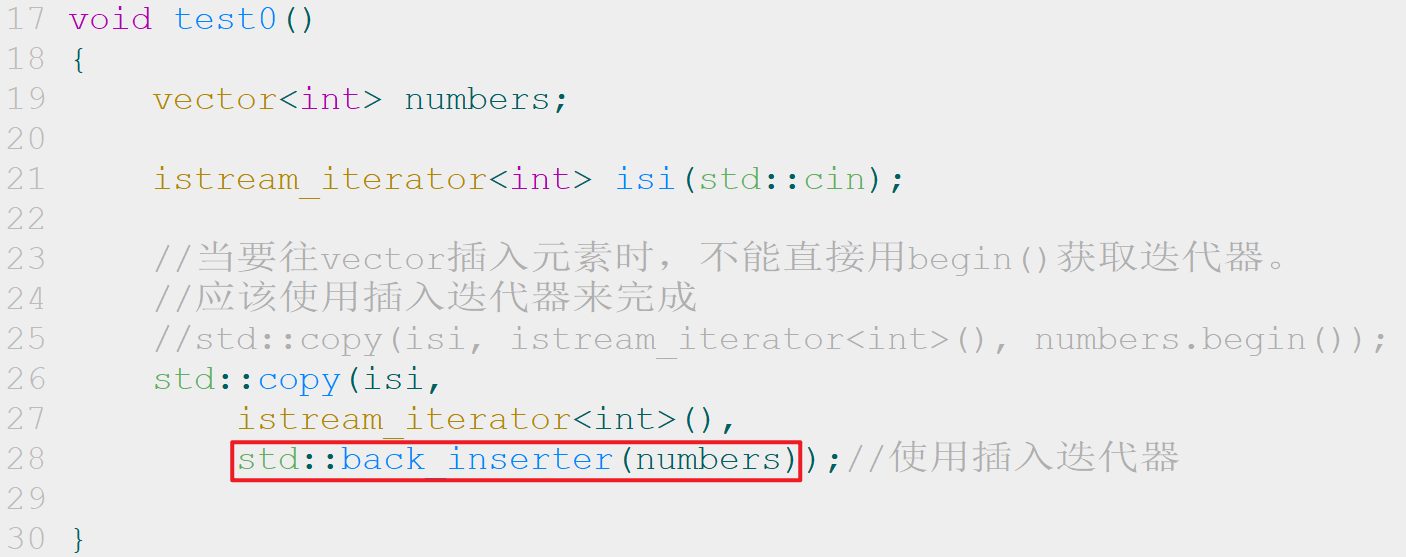 17 void test0()
18 {
19     vector<int> numbers;
20
21     istream_iterator<int> isi(std::cin);
22
23     //当要往vector插入元素时，不能直接用begin()获取迭代器。
24     //应该使用插入迭代器来完成
25     //std::copy(isi, istream_iterator<int>(), numbers.begin());
26     std::copy(isi,
27         istream_iterator<int>(),
28         std::back_inserter(numbers));//使用插入迭代器
29
30 }